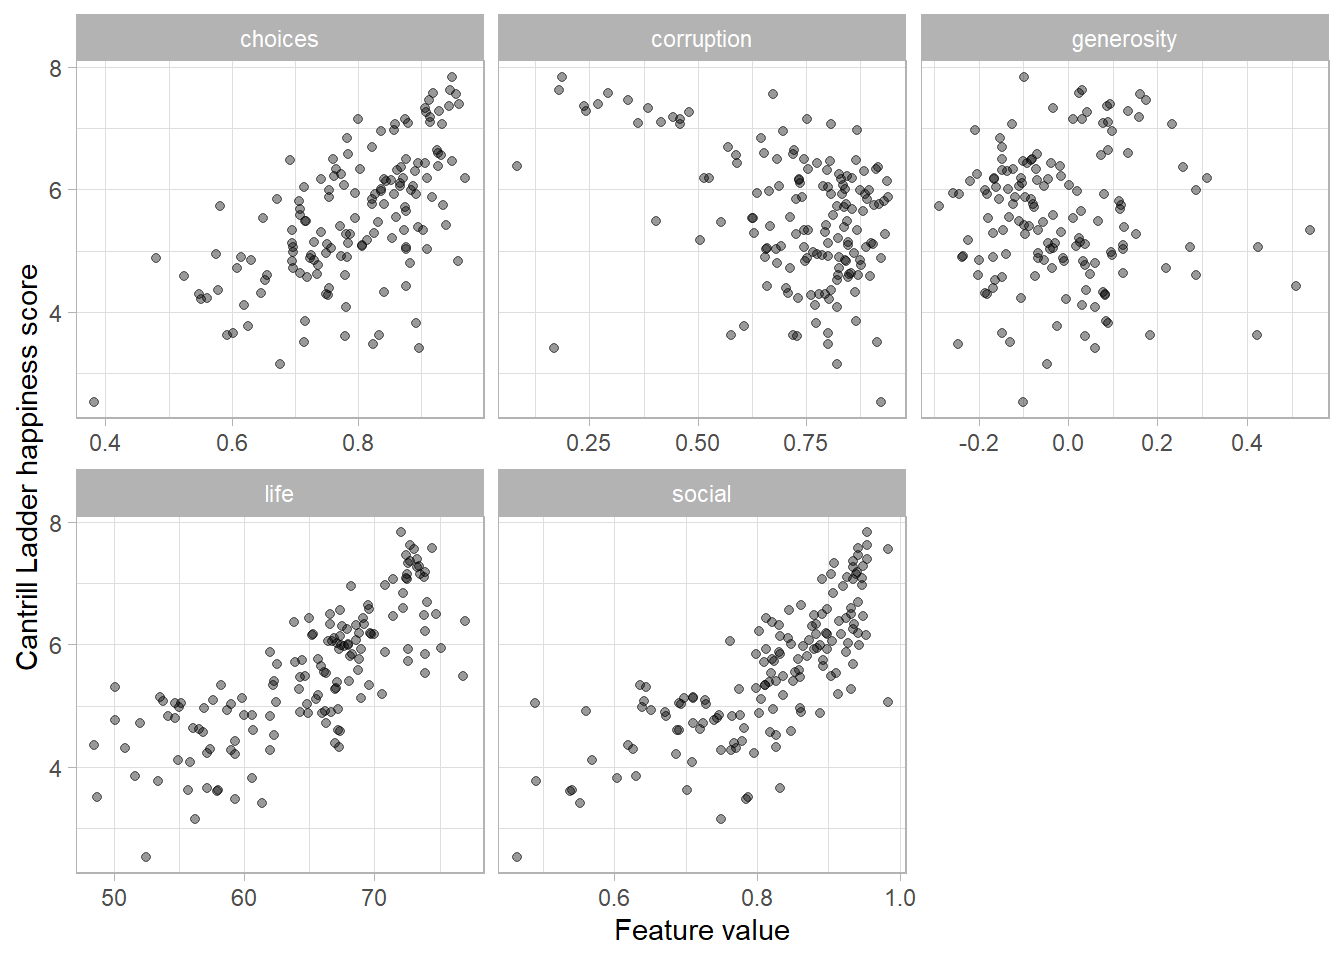 choices
corruption
generosity
8
6
4
0.4 0.6 0.8
0.25 0.50 0.75
-0.2 0.0 0.2 0.4
life
social
8
6
4
50 60 70
0.6 0.8 1.0
Cantrill Ladder happiness score
Feature value